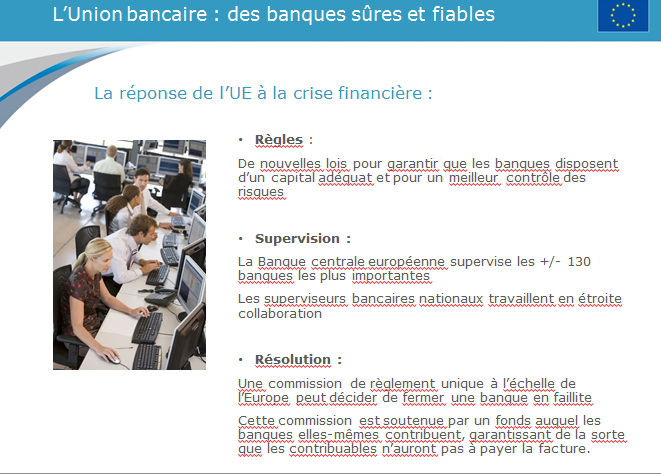 L'Union bancaire : des banques sûres et fiables
La réponse de l'UE à la crise financière :
• Règles :
De nouvelles lois pour garantir que les banques disposent
d'un capital adéquat et pour un meilleur contrôle des
risques
• Supervision :
La Banque centrale européenne supervise les +/- 130
banques les plus importantes
Les superviseurs bancaires nationaux travaillent en étroite
collaboration
• Résolution :
Une commission de règlement unique à l'échelle de
l'Europe peut décider de fermer une banque en faillite
Cette commission est soutenue par un fonds auquel les
banques elles-mêmes contribuent, garantissant de la sorte
que les contribuables n'auront pas à payer la facture.